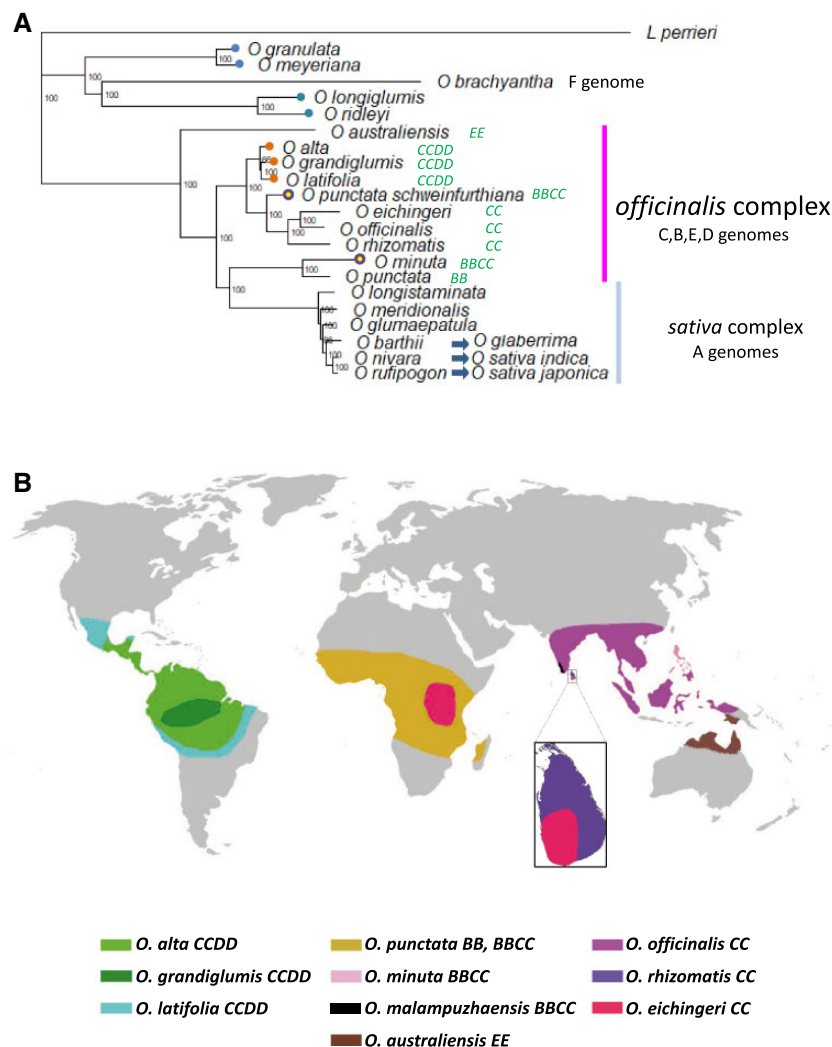 A
L perrieri
O granulata
100
O meyeriana
100
O brachyantha F genome
100
100
O longiglumis
100
O ridleyi
O australiensis EE
O alta CCDD
100
O grandiglumis CCDD
100
O latifolia CCDD
100
O punctata schweinfurthiana BBCC
100
O eichingeri CC
100
O officinalis CC
100
O rhizomatis CC
officinalis complex
C,B,E,D genomes
100
O minuta BBCC
100
O punctata BB
100
O longistaminata
O meridionalis
100
O glumaepatula
100
O barthii O glaberrima
O nivara O sativa indica
100
O rufipogon O sativa japonica
100
sativa complex
A genomes
B
O. alta CCDD
O. grandiglumis CCDD
O. latifolia CCDD
O. punctata BB, BBCC
O. minuta BBCC
O. malampuzhaensis BBCC
O. australiensis EE
O. officinalis CC
O. rhizomatis CC
O. eichingeri CC